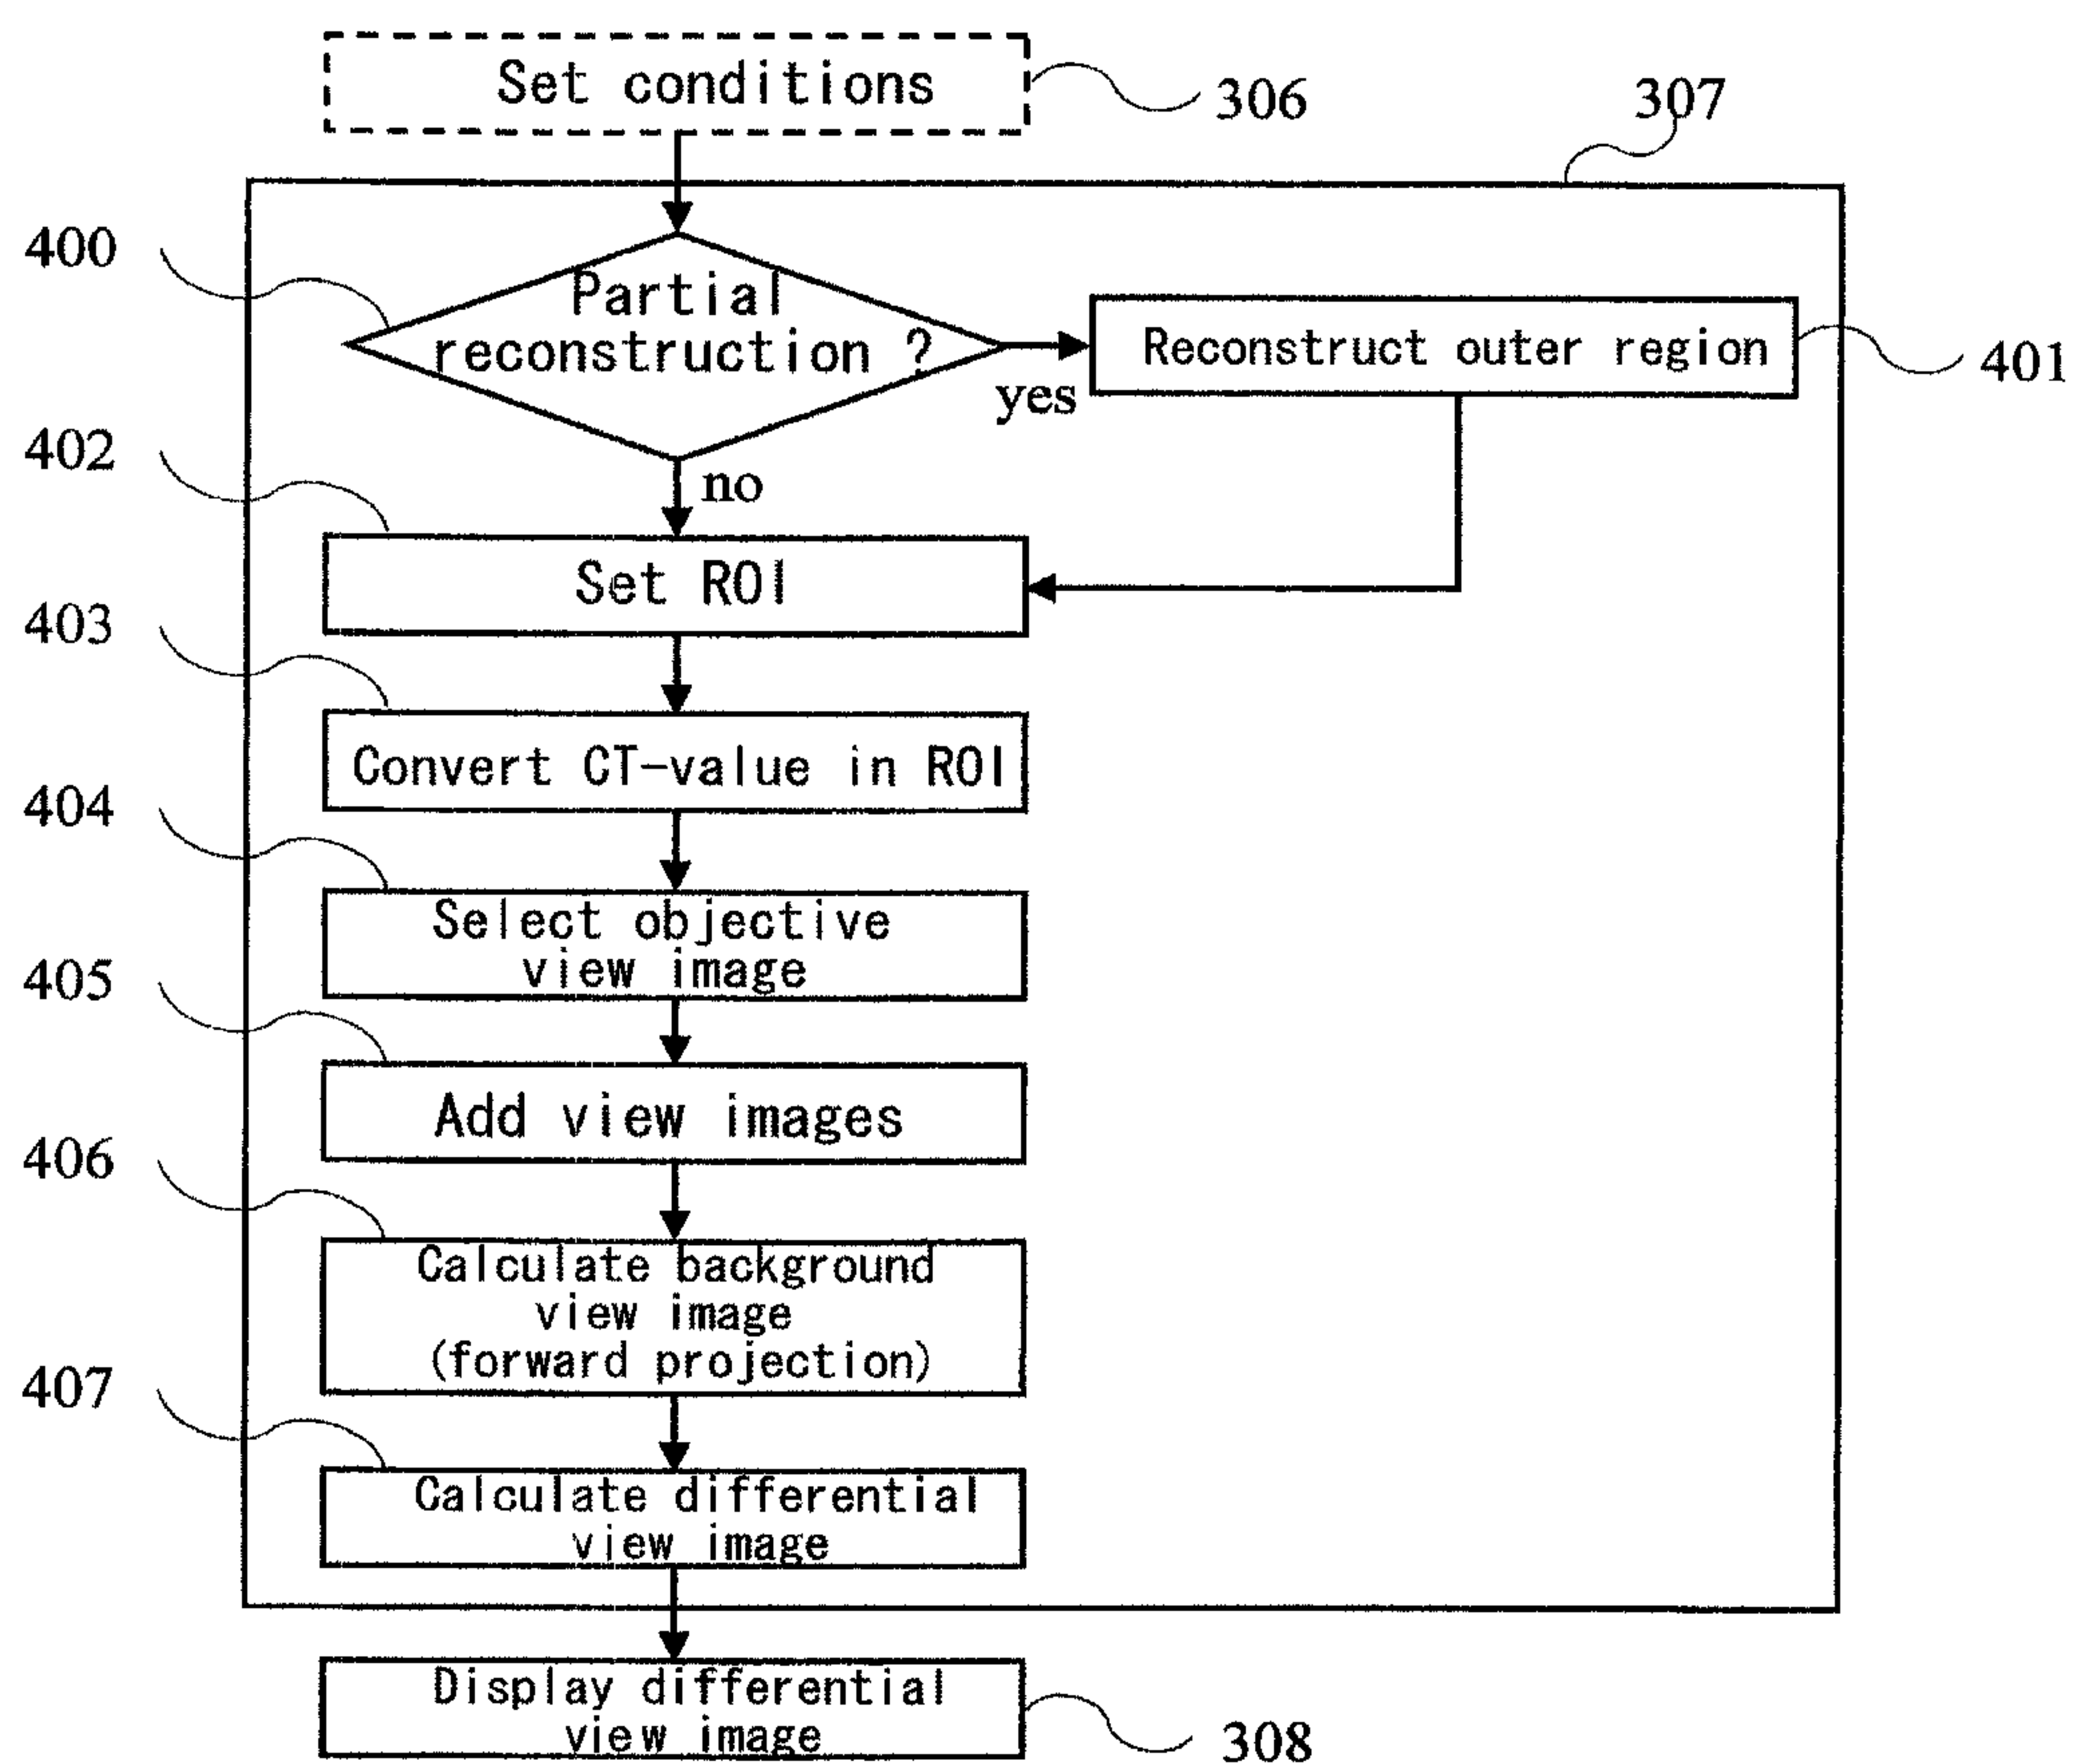 Set conditions
306
307
400
Partial
reconstruction ?
yes
Reconstruct outer region
401
no
402
Set ROI
403
Convert CT-value in ROI
404
Select objective
view image
405
Add view images
406
Calculate background
view image
(forward projection)
407
Calculate differential
view image
Display differential
view image
308